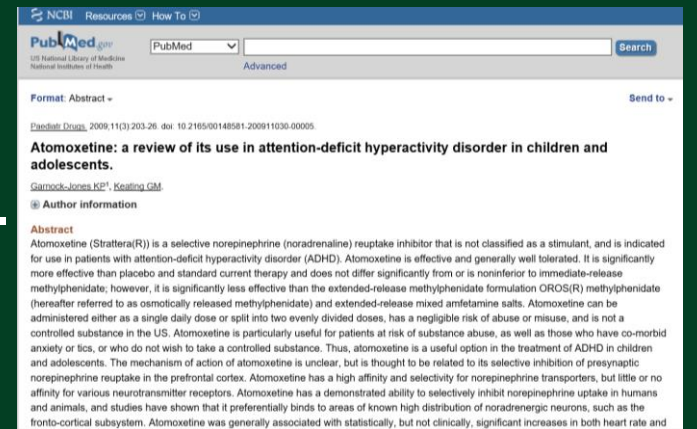 NCBI Resources How To
PubMed.gov
US National Library of Medicine
National Institutes of Health
PubMed
Search
Advanced
Format: Abstract
Send to
Paediatr Drugs. 2009;11(3):203-26. doi: 10.2165/00148581-200911030-00005.
Atomoxetine: a review of its use in attention-deficit hyperactivity disorder in children and
adolescents.
Garnock-Jones KP1, Keating GM.
Author information
Abstract
Atomoxetine (Strattera(R)) is a selective norepinephrine (noradrenaline) reuptake inhibitor that is not classified as a stimulant, and is indicated
for use in patients with attention-deficit hyperactivity disorder (ADHD). Atomoxetine is effective and generally well tolerated. It is significantly
more effective than placebo and standard current therapy and does not differ significantly from or is noninferior to immediate-release
methylphenidate; however, it is significantly less effective than the extended-release methylphenidate formulation OROS(R) methylphenidate
(hereafter referred to as osmotically released methylphenidate) and extended-release mixed amfetamine salts. Atomoxetine can be
administered either as a single daily dose or split into two evenly divided doses, has a negligible risk of abuse or misuse, and is not a
controlled substance in the US. Atomoxetine is particularly useful for patients at risk of substance abuse, as well as those who have co-morbid
anxiety or tics, or who do not wish to take a controlled substance. Thus, atomoxetine is a useful option in the treatment of ADHD in children
and adolescents. The mechanism of action of atomoxetine is unclear, but is thought to be related to its selective inhibition of presynaptic
norepinephrine reuptake in the prefrontal cortex. Atomoxetine has a high affinity and selectivity for norepinephrine transporters, but little or no
affinity for various neurotransmitter receptors. Atomoxetine has a demonstrated ability to selectively inhibit norepinephrine uptake in humans
and animals, and studies have shown that it preferentially binds to areas of known high distribution of noradrenergic neurons, such as the
fronto-cortical subsystem. Atomoxetine was generally associated with statistically, but not clinically, significant increases in both heart rate and